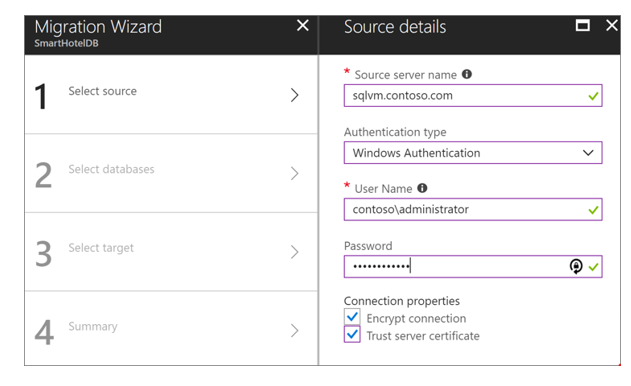 Migration Wizard
SmartHotelDB
1 Select source
2 Select databases
3 Select target
4 Summary
Source details
* Source server name
sqlvm.contoso.com
Authentication type
Windows Authentication
* User Name
contoso\administrator
Password
••••••••••••
Connection properties
Encrypt connection
Trust server certificate